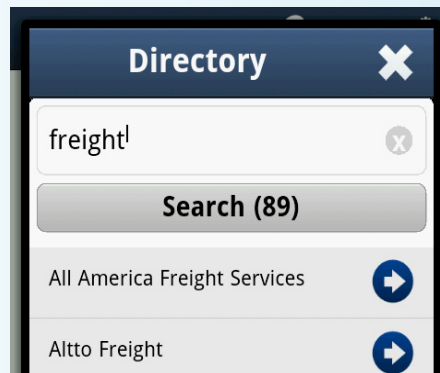 Directory
freight
Search (89)
All America Freight Services
Altto Freight